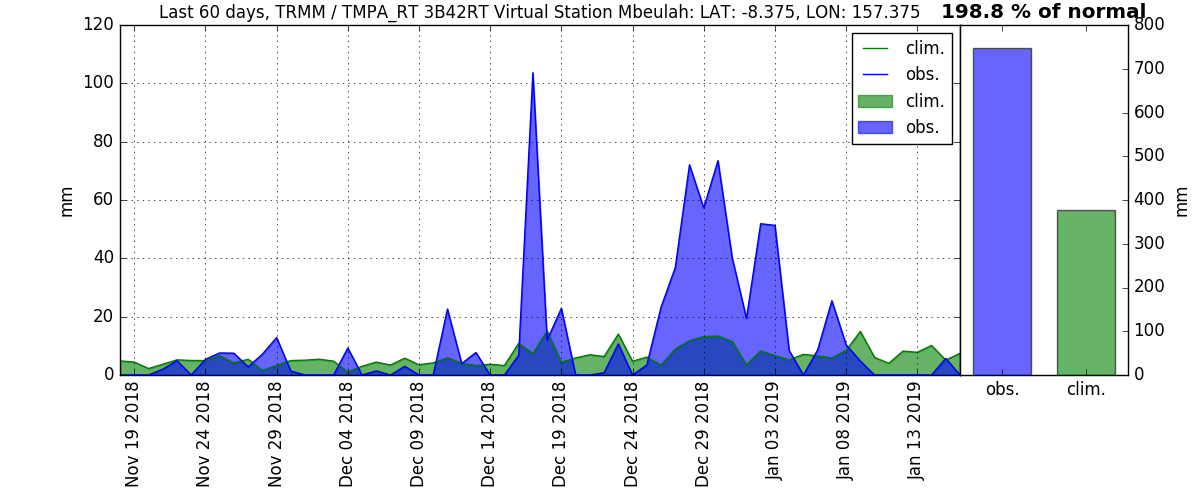 Last 60 days, TRMM / TMPA_RT 3B42RT Virtual Station Mbeulah: LAT: -8.375, LON: 157.375
198.8 % of normal
120
100
80
60
40
20
0
mm
clim.
obs.
clim.
obs.
Nov 19 2018
Nov 24 2018
Nov 29 2018
Dec 04 2018
Dec 09 2018
Dec 14 2018
Dec 19 2018
Dec 24 2018
Dec 29 2018
Jan 03 2019
Jan 08 2019
Jan 13 2019
800
700
600
500
400
300
200
100
0
mm
obs.
clim.